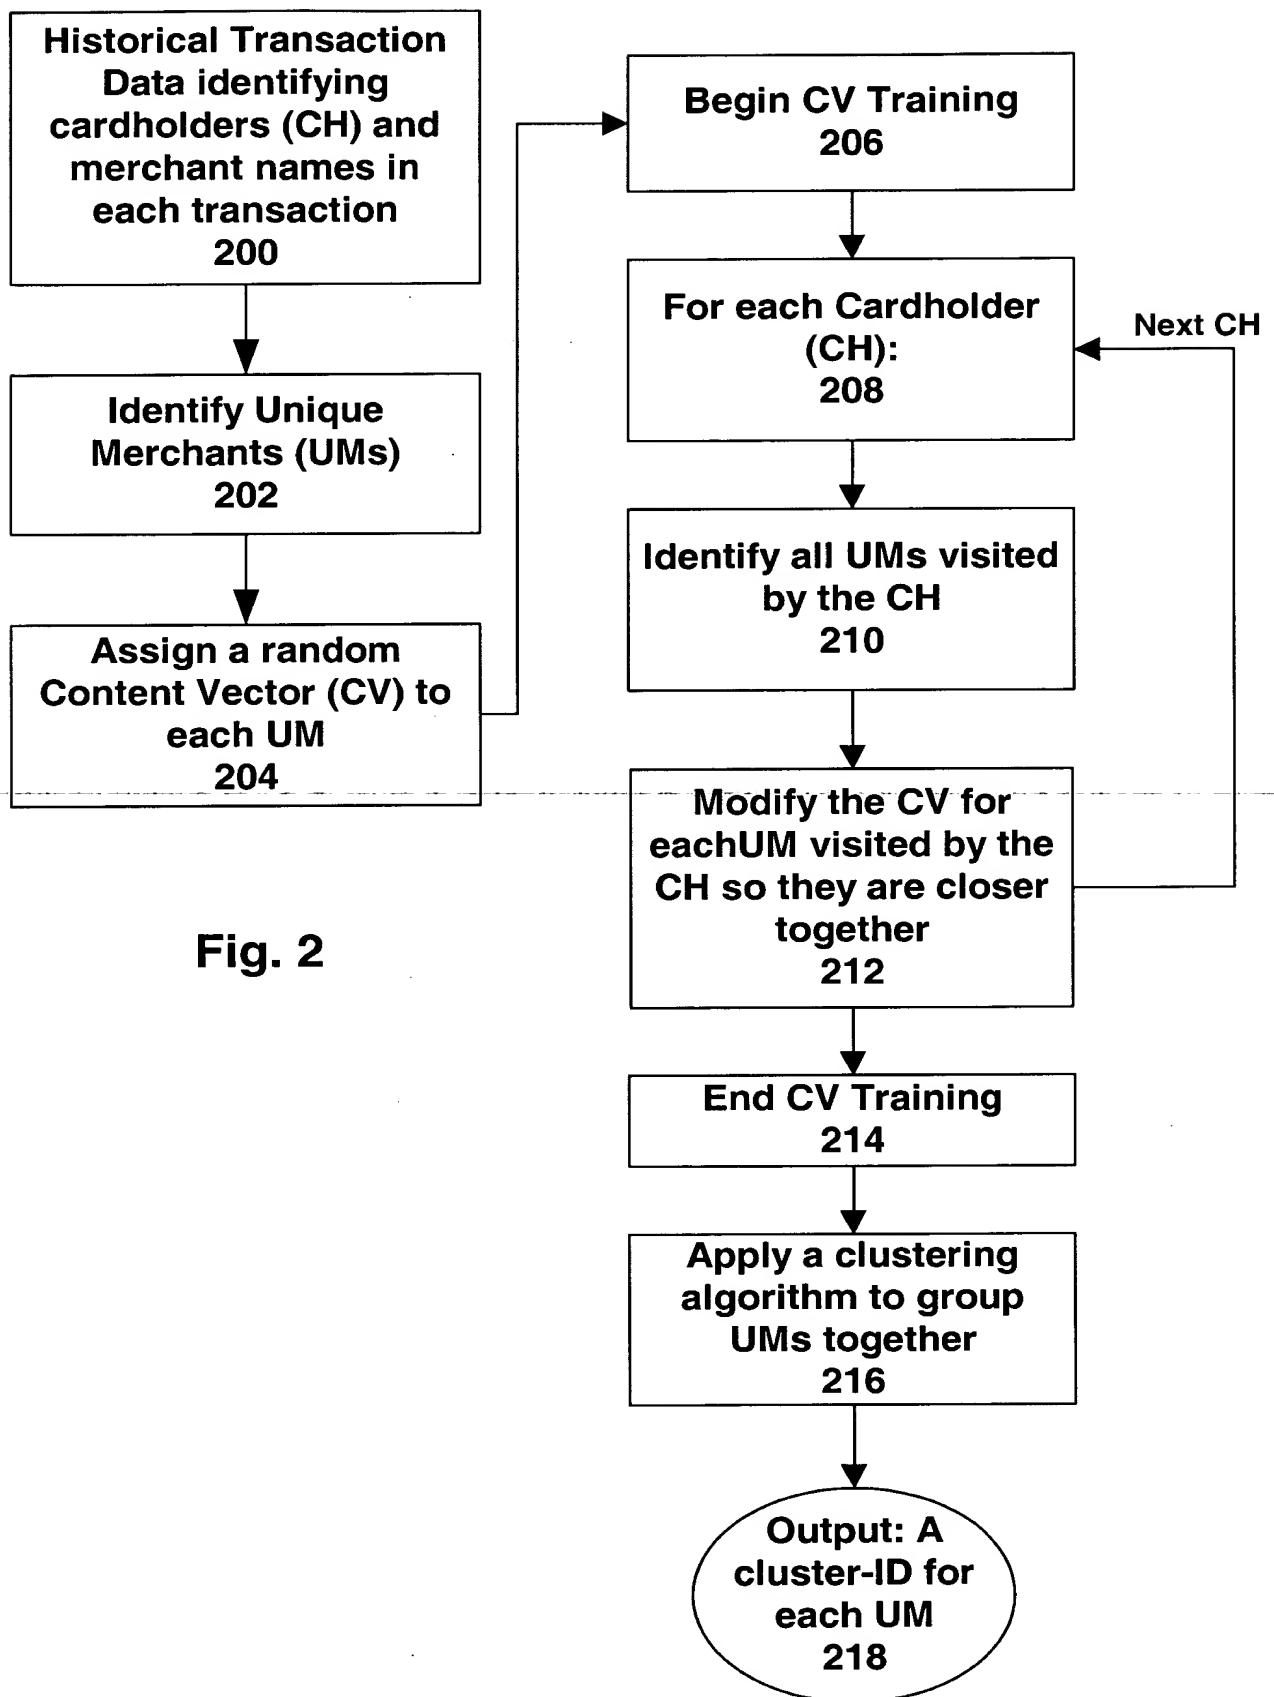 Historical Transaction
Data identifying
cardholders (CH) and
merchant names in
each transaction
200
Identify Unique
Merchants (UMs)
202
Assign a random
Content Vector (CV) to
each UM
204
Fig. 2
Begin CV Training
206
For each Cardholder
(CH):
208
Next CH
Identify all UMs visited
by the CH
210
Modify the CV for
eachUM visited by the
CH so they are closer
together
212
End CV Training
214
Apply a clustering
algorithm to group
UMs together
216
Output: A
cluster-ID for
each UM
218